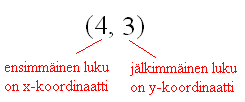 (4, 3)
ensimmäinen luku
on x-koordinaatti
jälkimmäinen luku
on y-koordinaatti